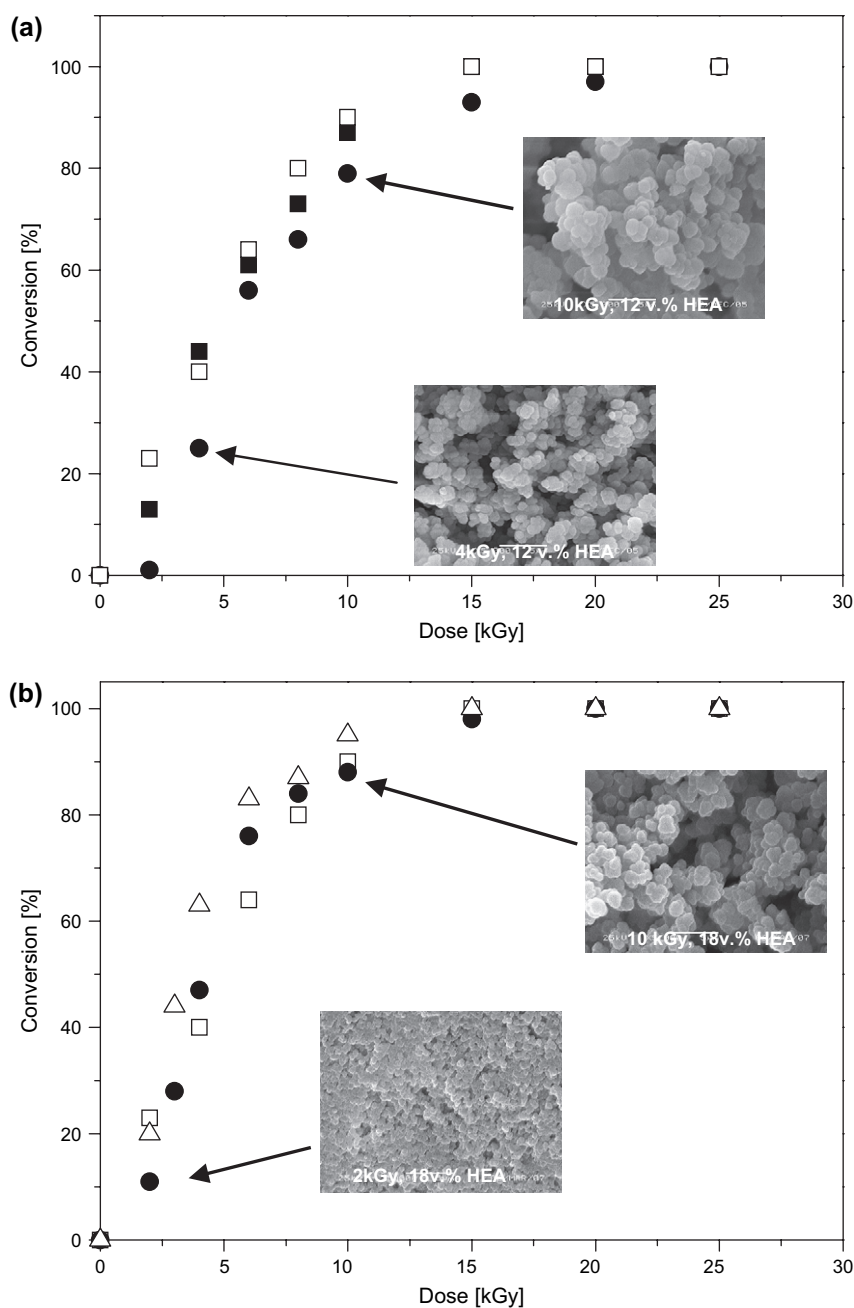 (a)
100
80
60
40
20
0
Conversion [%]
10kGy, 12 v.% HEA
4kGy, 12 v.% HEA
0 5 10 15 20 25 30
Dose [kGy]
(b)
100
80
60
40
20
0
Conversion [%]
10 kGy, 18v.% HEA
2kGy, 18v.% HEA
0 5 10 15 20 25 30
Dose [kGy]